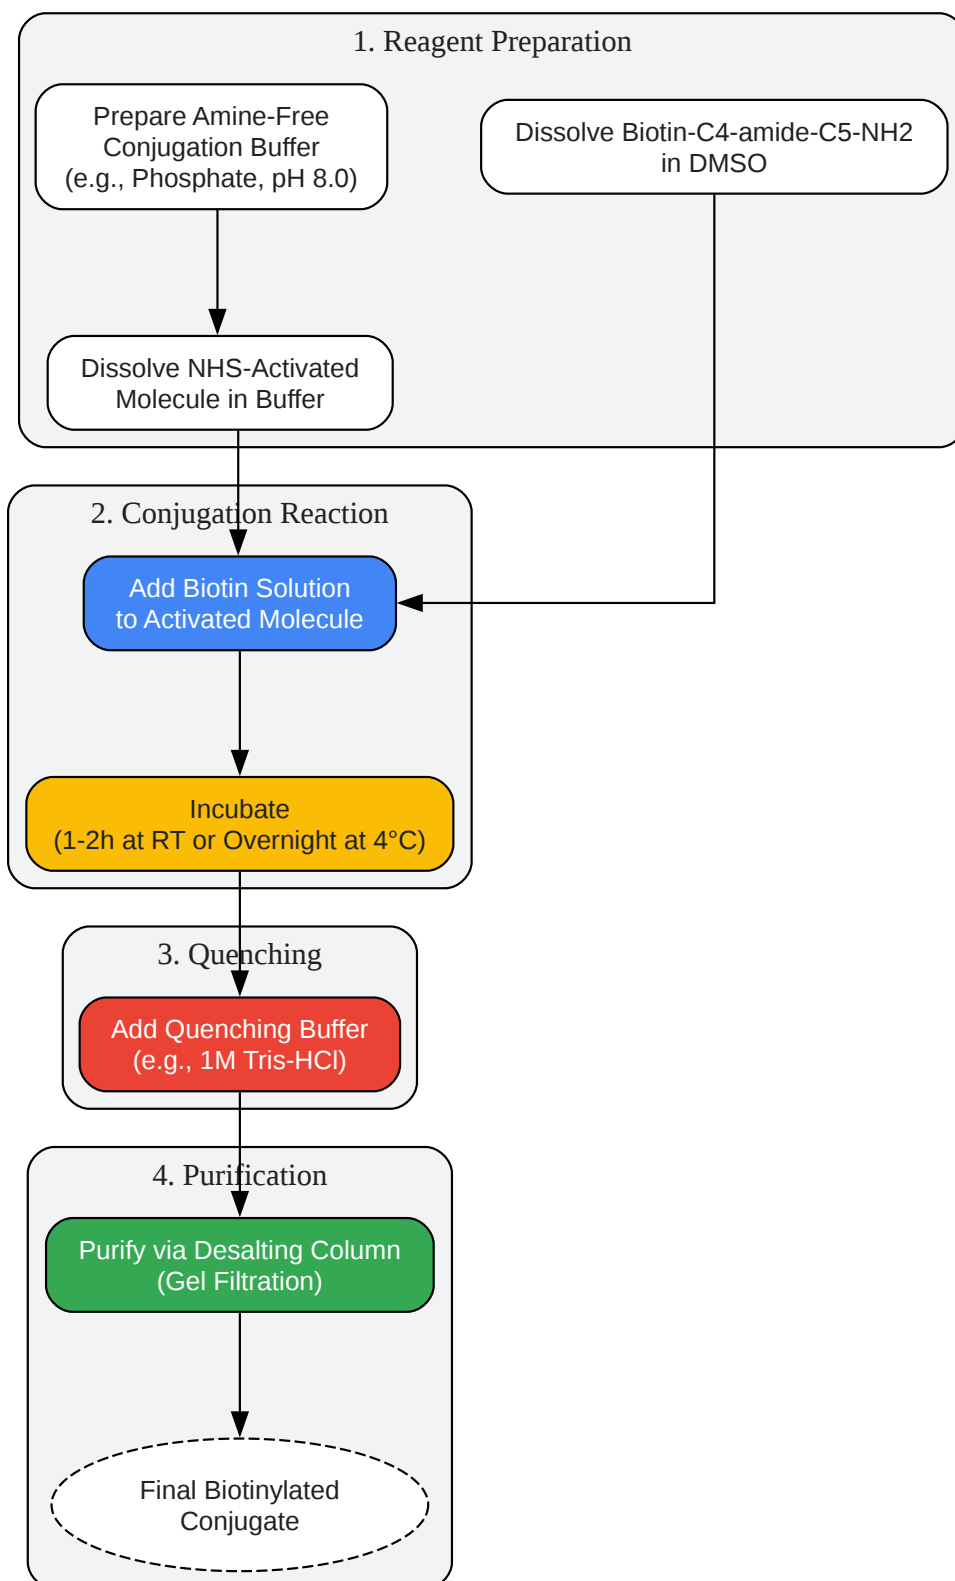 1. Reagent Preparation
Prepare Amine-Free
Conjugation Buffer
(e.g., Phosphate, pH 8.0)
Dissolve Biotin-C4-amide-C5-NH2
in DMSO
Dissolve NHS-Activated
Molecule in Buffer
2. Conjugation Reaction
Add Biotin Solution
to Activated Molecule
Incubate
(1-2h at RT or Overnight at 4°C)
3. Quenching
Add Quenching Buffer
(e.g., 1M Tris-HCl)
4. Purification
Purify via Desalting Column
(Gel Filtration)
Final Biotinylated
Conjugate